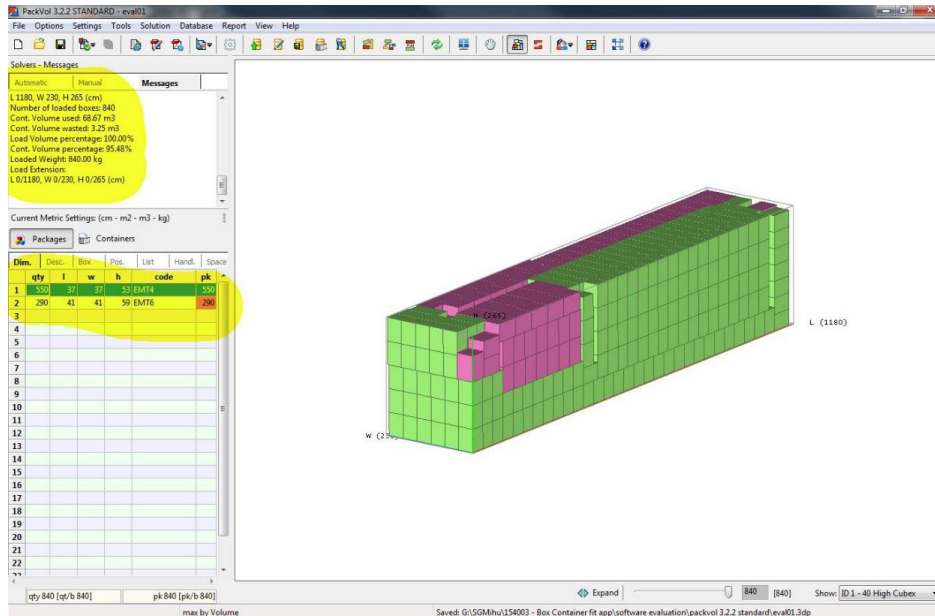 PackVol 3.2.2 STANDARD - eval01
File Options Settings Tools Solution Database Report View Help
Solvers - Messages
Automatic Manual Messages
L 1180, W 230, H 265 (cm)
Number of loaded boxes: 840
Cont. Volume used: 68.67 m3
Cont. Volume wasted: 3.25 m3
Load Volume percentage: 100.00%
Cont. Volume percentage: 95.48%
Loaded Weight: 840.00 kg
Load Extension:
L 0/1180, W 0/230, H 0/265 (cm)
Current Metric Settings: (cm - m2 - m3 - kg)
Packages Containers
Dim. Desc. Box Pos. List Handl. Space
qty l w h code pk
1 550 37 37 53 EMT4 550
2 290 41 41 59 EMT6 290
3
4
5
6
7
8
9
10
11
12
13
14
15
16
17
18
19
20
21
22
H (265)
L (1180)
W (23
qty 840 [qt/b 840] pk 840 [pk/b 840]
Expand 840 [840] Show: ID 1 - 40 High Cubex
max by Volume Saved: G:\SGMihu\154003 - Box Container fit app\software evaluation\packvol 3.2.2 standard\eval01.3dp